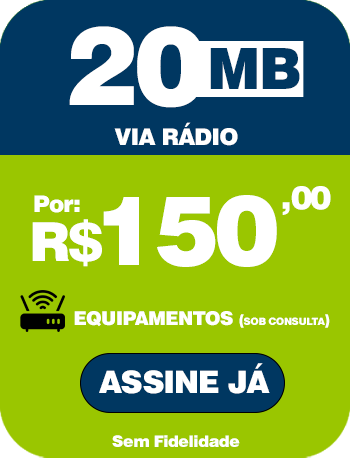 20 MB
VIA RÁDIO
Por:
R$150,00
EQUIPAMENTOS (SOB CONSULTA)
ASSINE JÁ
Sem Fidelidade